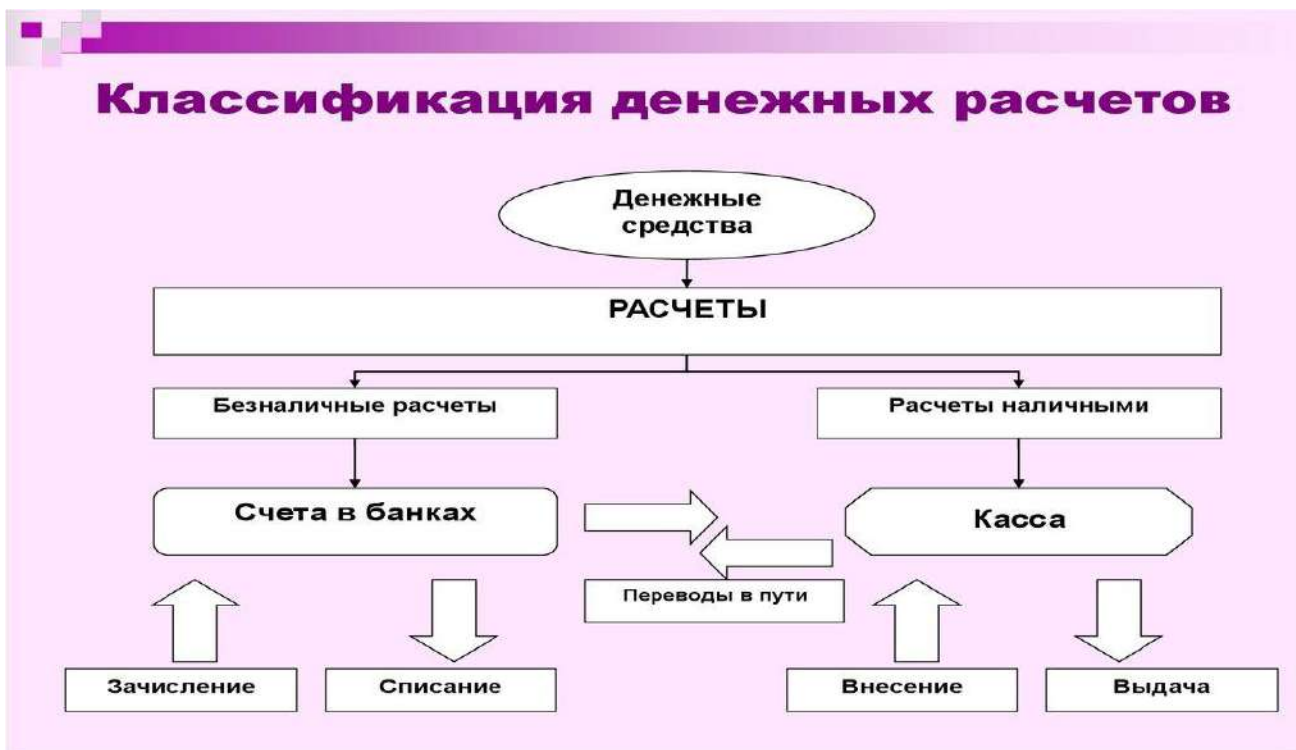 Классификация денежных расчетов
Денежные
средства
РАСЧЕТЫ
Безналичные расчеты
Расчеты наличными
Счета в банках
Касса
Переводы в пути
Зачисление
Списание
Внесение
Выдача